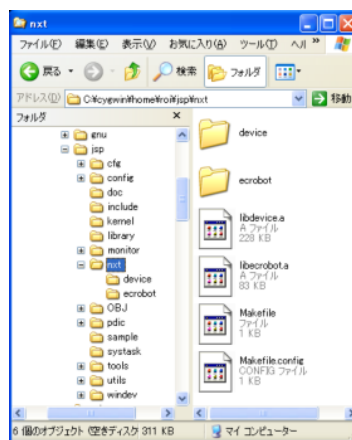 nxt
ファイル(F) 編集(E) 表示(V) お気に入り(A) ツール(T) ヘル »
戻る 検索 フォルダ
アドレス(D) C:¥cygwin¥home¥roi¥jsp¥nxt 移動
フォルダ ×
gnu
jsp
cfg
config
doc
include
kernel
library
monitor
nxt
device
ecrobot
OBJ
pdic
sample
systask
tools
utils
windev
device
ecrobot
libdevice.a
A ファイル
228 KB
libecrobot.a
A ファイル
83 KB
Makefile
ファイル
1 KB
Makefile.config
CONFIG ファイル
1 KB
6 個のオブジェクト (空きディスク 311 KB
マイ コンピューター